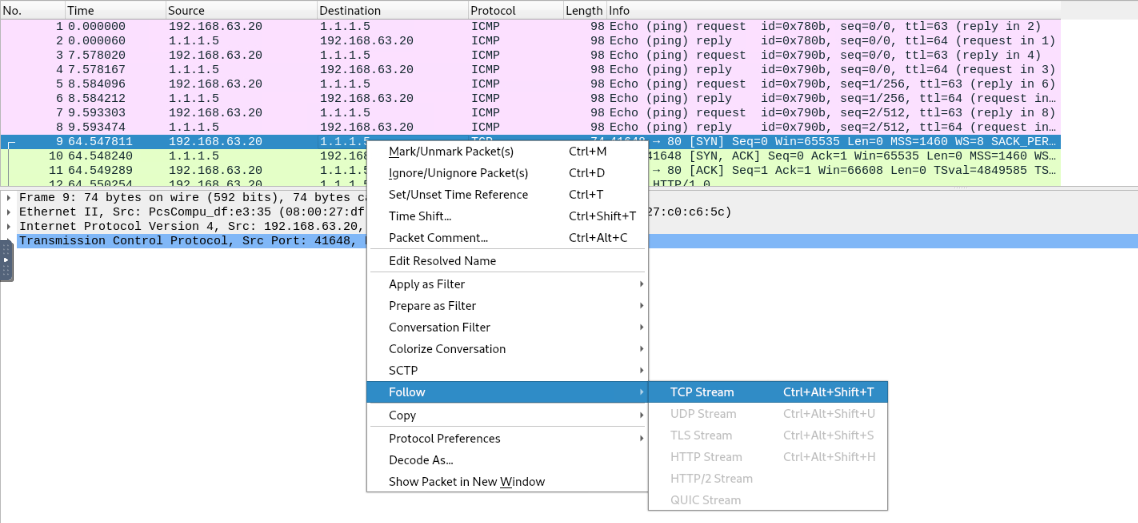 No. Time Source Destination Protocol Length Info
1 0.000000 192.168.63.20 1.1.1.5 ICMP 98 Echo (ping) request id=0x780b, seq=0/0, ttl=63 (reply in 2)
2 0.000060 1.1.1.5 192.168.63.20 ICMP 98 Echo (ping) reply id=0x780b, seq=0/0, ttl=64 (request in 1)
3 7.578020 192.168.63.20 1.1.1.5 ICMP 98 Echo (ping) request id=0x790b, seq=0/0, ttl=63 (reply in 4)
4 7.578167 1.1.1.5 192.168.63.20 ICMP 98 Echo (ping) reply id=0x790b, seq=0/0, ttl=64 (request in 3)
5 8.584096 192.168.63.20 1.1.1.5 ICMP 98 Echo (ping) request id=0x790b, seq=1/256, ttl=63 (reply in 6)
6 8.584212 1.1.1.5 192.168.63.20 ICMP 98 Echo (ping) reply id=0x790b, seq=1/256, ttl=64 (request in…
7 9.593303 192.168.63.20 1.1.1.5 ICMP 98 Echo (ping) request id=0x790b, seq=2/512, ttl=63 (reply in 8)
8 9.593474 1.1.1.5 192.168.63.20 ICMP 98 Echo (ping) reply id=0x790b, seq=2/512, ttl=64 (request in…
9 64.547811 192.168.63.20 1.1.1.5 → 80 [SYN] Seq=0 Win=65535 Len=0 MSS=1460 WS=8 SACK_PER…
10 64.548240 1.1.1.5 192.168 41648 [SYN, ACK] Seq=0 Ack=1 Win=65535 Len=0 MSS=1460 WS…
11 64.549289 192.168.63.20 1.1.1.5 → 80 [ACK] Seq=1 Ack=1 Win=66608 Len=0 TSval=4849585 TS…
12 64.550254 192.168.63.20 1.1.1.5 HTTP/1.0
Frame 9: 74 bytes on wire (592 bits), 74 bytes ca
Ethernet II, Src: PcsCompu_df:e3:35 (08:00:27:df 27:c0:c6:5c)
Internet Protocol Version 4, Src: 192.168.63.20,
Transmission Control Protocol, Src Port: 41648,
Mark/Unmark Packet(s) Ctrl+M
Ignore/Unignore Packet(s) Ctrl+D
Set/Unset Time Reference Ctrl+T
Time Shift… Ctrl+Shift+T
Packet Comment… Ctrl+Alt+C
Edit Resolved Name
Apply as Filter
Prepare as Filter
Conversation Filter
Colorize Conversation
SCTP
Follow
Copy
Protocol Preferences
Decode As…
Show Packet in New Window
TCP Stream Ctrl+Alt+Shift+T
UDP Stream Ctrl+Alt+Shift+U
TLS Stream Ctrl+Alt+Shift+S
HTTP Stream Ctrl+Alt+Shift+H
HTTP/2 Stream
QUIC Stream